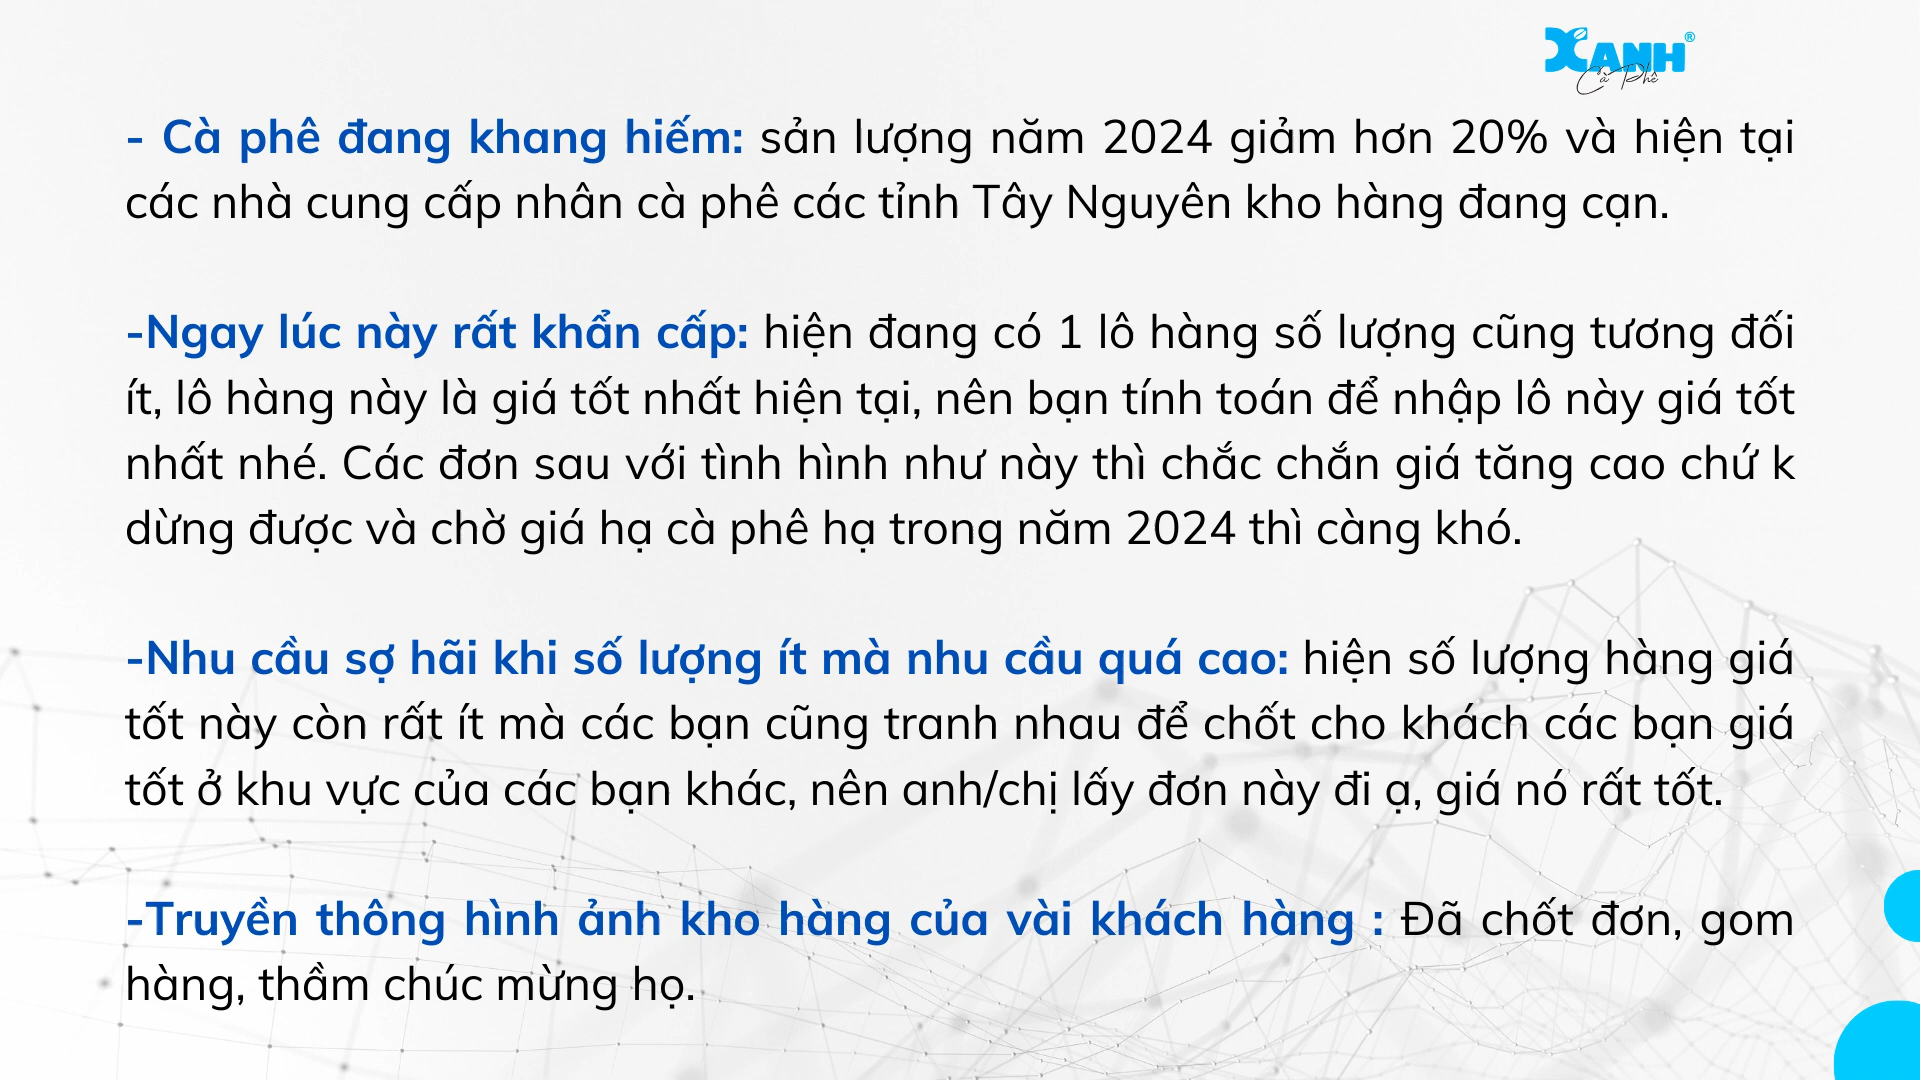 XANH®
Cà Phê
- Cà phê đang khang hiếm: sản lượng năm 2024 giảm hơn 20% và hiện tại
các nhà cung cấp nhân cà phê các tỉnh Tây Nguyên kho hàng đang cạn.
-Ngay lúc này rất khẩn cấp: hiện đang có 1 lô hàng số lượng cũng tương đối
ít, lô hàng này là giá tốt nhất hiện tại, nên bạn tính toán để nhập lô này giá tốt
nhất nhé. Các đơn sau với tình hình như này thì chắc chắn giá tăng cao chứ k
dừng được và chờ giá hạ cà phê hạ trong năm 2024 thì càng khó.
-Nhu cầu sợ hãi khi số lượng ít mà nhu cầu quá cao: hiện số lượng hàng giá
tốt này còn rất ít mà các bạn cũng tranh nhau để chốt cho khách các bạn giá
tốt ở khu vực của các bạn khác, nên anh/chị lấy đơn này đi ạ, giá nó rất tốt.
-Truyền thông hình ảnh kho hàng của vài khách hàng : Đã chốt đơn, gom
hàng, thầm chúc mừng họ.